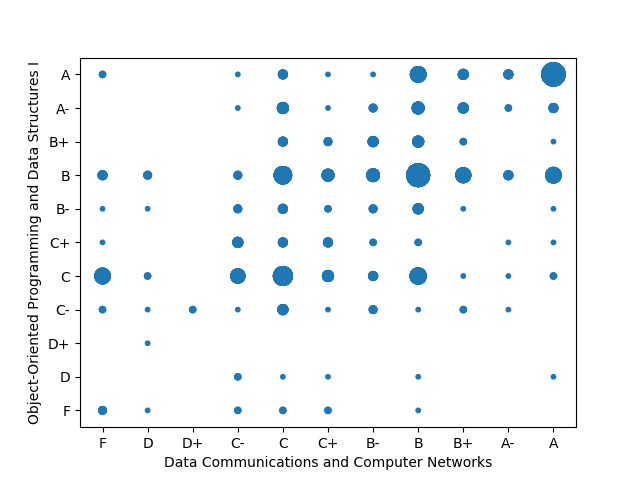 Object-Oriented Programming and Data Structures I
A
A-
B+
B
B-
C+
C
C-
D+
D
F
F D D+ C- C C+ B- B B+ A- A
Data Communications and Computer Networks